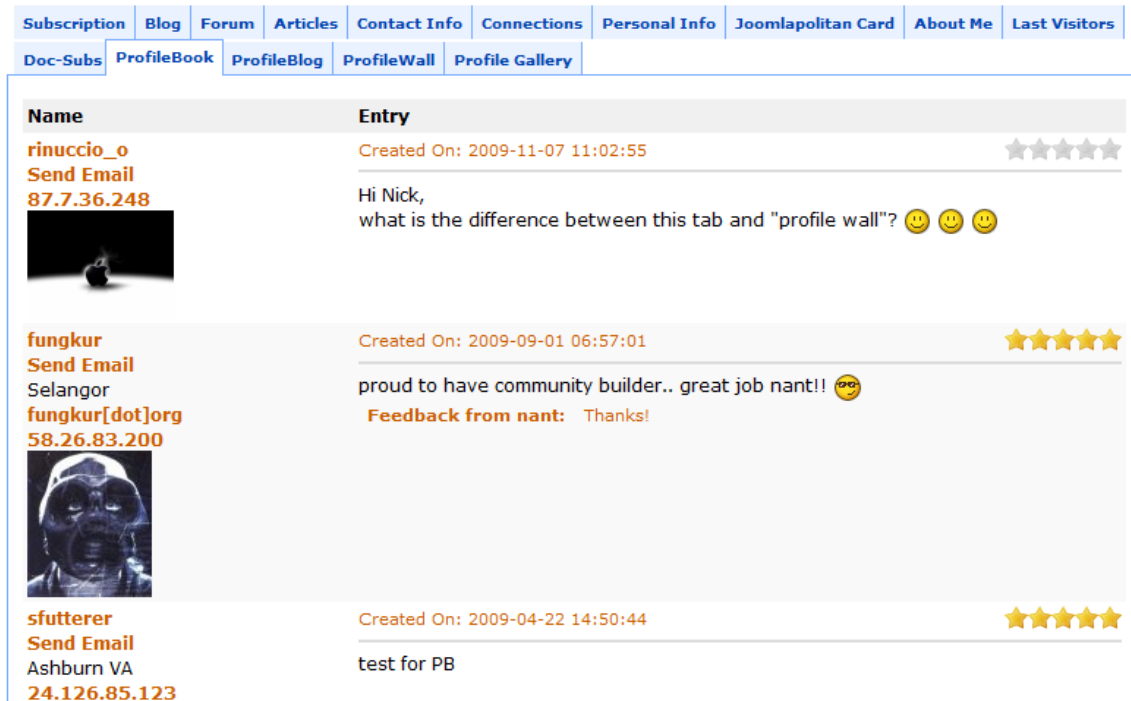 Subscription Blog Forum Articles Contact Info Connections Personal Info Joomlapolitan Card About Me Last Visitors
Doc-Subs ProfileBook ProfileBlog ProfileWall Profile Gallery
Name Entry
rinuccio_o Created On: 2009-11-07 11:02:55
Send Email
87.7.36.248
Hi Nick,
what is the difference between this tab and "profile wall"?
fungkur Created On: 2009-09-01 06:57:01
Send Email
Selangor
fungkur[dot]org
58.26.83.200
proud to have community builder.. great job nant!!
Feedback from nant: Thanks!
sfutterer Created On: 2009-04-22 14:50:44
Send Email
Ashburn VA
24.126.85.123
test for PB